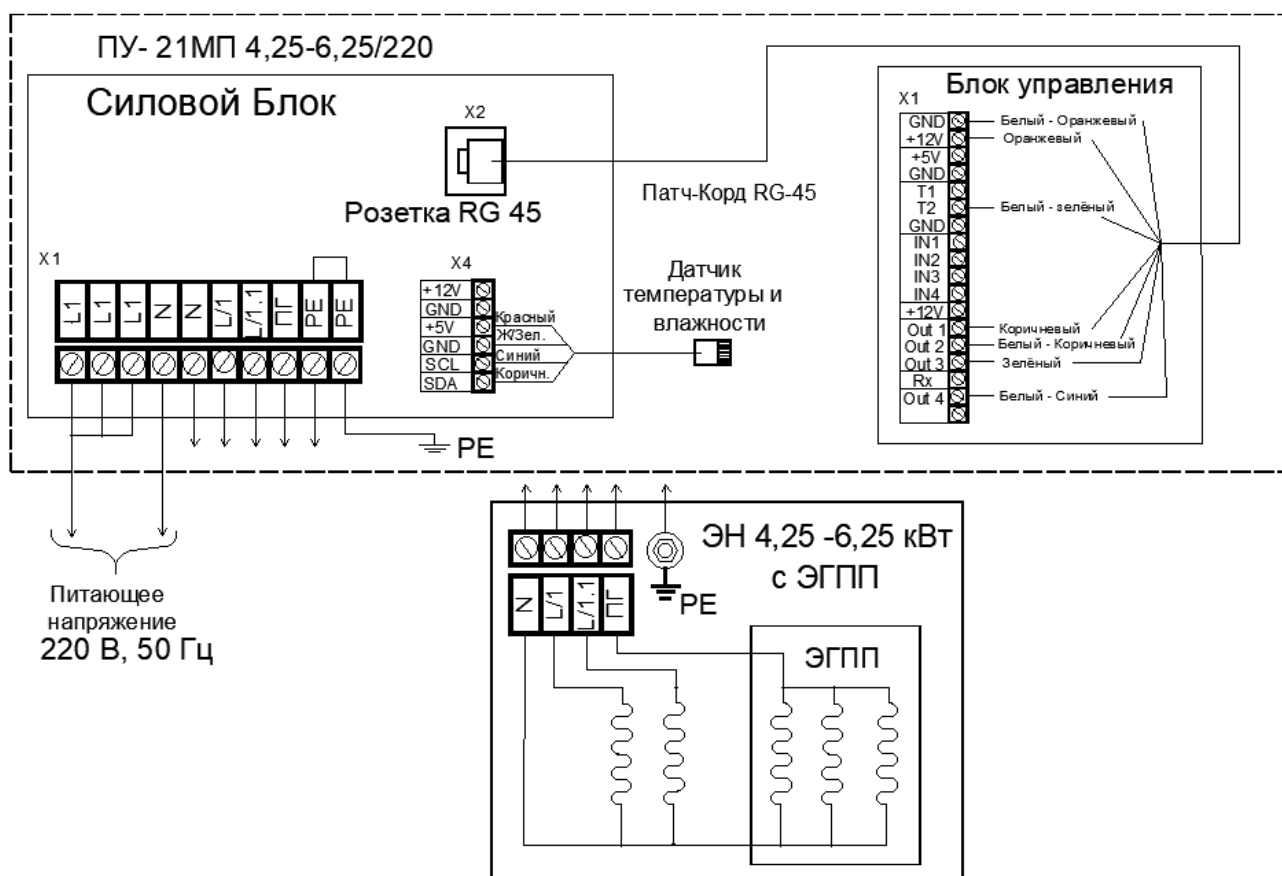 ПУ- 21МП 4,25-6,25/220
Силовой Блок
X2
Розетка RG 45
Патч-Корд RG-45
X1
L1
L1
L1
N
N
L/1
L/1.1
ПГ
PE
PE
X4
+12V
GND
+5V
GND
SCL
SDA
Красный
Ж/Зел.
Синий
Коричн.
Датчик
температуры и
влажности
PE
Блок управления
X1
GND
+12V
+5V
GND
T1
T2
GND
IN1
IN2
IN3
IN4
+12V
Out 1
Out 2
Out 3
Rx
Out 4
Белый - Оранжевый
Оранжевый
Белый - зелёный
Коричневый
Белый - Коричневый
Зелёный
Белый - Синий
Питающее
напряжение
220 В, 50 Гц
ЭН 4,25 -6,25 кВт
с ЭГПП
N
L/1
L/1.1
ПГ
PE
ЭГПП